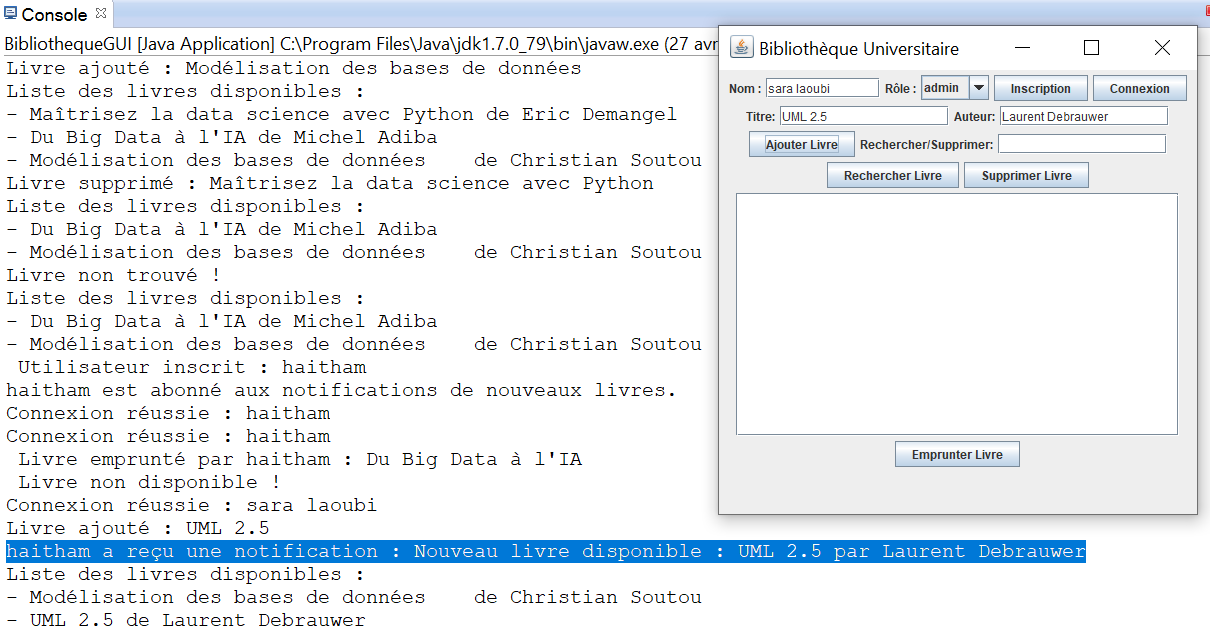 Console
BibliothequeGUI [Java Application] C:\Program Files\Java\jdk1.7.0_79\bin\javaw.exe (27 avr
Livre ajouté : Modélisation des bases de données
Liste des livres disponibles :
- Maîtrisez la data science avec Python de Eric Demangel
- Du Big Data à l'IA de Michel Adiba
- Modélisation des bases de données    de Christian Soutou
Livre supprimé : Maîtrisez la data science avec Python
Liste des livres disponibles :
- Du Big Data à l'IA de Michel Adiba
- Modélisation des bases de données    de Christian Soutou
Livre non trouvé !
Liste des livres disponibles :
- Du Big Data à l'IA de Michel Adiba
- Modélisation des bases de données    de Christian Soutou
Utilisateur inscrit : haitham
haitham est abonné aux notifications de nouveaux livres.
Connexion réussie : haitham
Connexion réussie : haitham
Livre emprunté par haitham : Du Big Data à l'IA
Livre non disponible !
Connexion réussie : sara laoubi
Livre ajouté : UML 2.5
haitham a reçu une notification : Nouveau livre disponible : UML 2.5 par Laurent Debrauwer
Liste des livres disponibles :
- Modélisation des bases de données    de Christian Soutou
- UML 2.5 de Laurent Debrauwer
Bibliothèque Universitaire
Nom : sara laoubi Rôle : admin Inscription Connexion
Titre: UML 2.5 Auteur: Laurent Debrauwer
Ajouter Livre Rechercher/Supprimer:
Rechercher Livre Supprimer Livre
Emprunter Livre